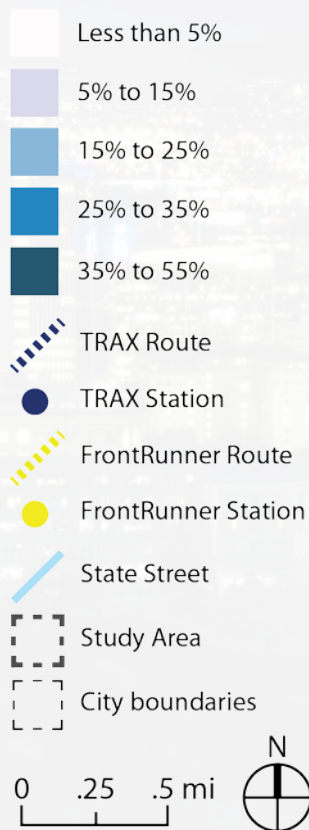 Less than 5%
5% to 15%
15% to 25%
25% to 35%
35% to 55%
TRAX Route
TRAX Station
FrontRunner Route
FrontRunner Station
State Street
Study Area
City boundaries
N
0 .25 .5 mi